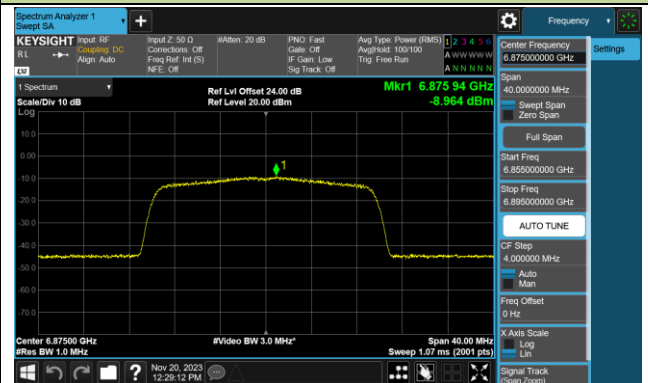 Spectrum Analyzer 1
Swept SA
+
Frequency
KEYSIGHT
RL
LXI
Input: RF
Coupling: DC
Align: Auto
Input Z: 50 Ω
Corrections: Off
Freq Ref: Int (S)
NFE: Off
#Atten: 20 dB
PNO: Fast
Gate: Off
IF Gain: Low
Sig Track: Off
Avg Type: Power (RMS)
Avg|Hold: 100/100
Trig: Free Run
1 2 3 4 5 6
A W W W W W
A N N N N N
1 Spectrum
Scale/Div 10 dB
Log
Ref Lvl Offset 24.00 dB
Ref Level 20.00 dBm
Mkr1 6.875 94 GHz
-8.964 dBm
10.0
0.00
-10.0
-20.0
-30.0
-40.0
-50.0
-60.0
-70.0
1
Center 6.87500 GHz
#Res BW 1.0 MHz
#Video BW 3.0 MHz*
Span 40.00 MHz
Sweep 1.07 ms (2001 pts)
Nov 20, 2023
12:29:12 PM
?
Center Frequency
6.875000000 GHz
Settings
Span
40.0000000 MHz
Swept Span
Zero Span
Full Span
Start Freq
6.855000000 GHz
Stop Freq
6.895000000 GHz
AUTO TUNE
CF Step
4.000000 MHz
Auto
Man
Freq Offset
0 Hz
X Axis Scale
Log
Lin
Signal Track
(Span Zoom)